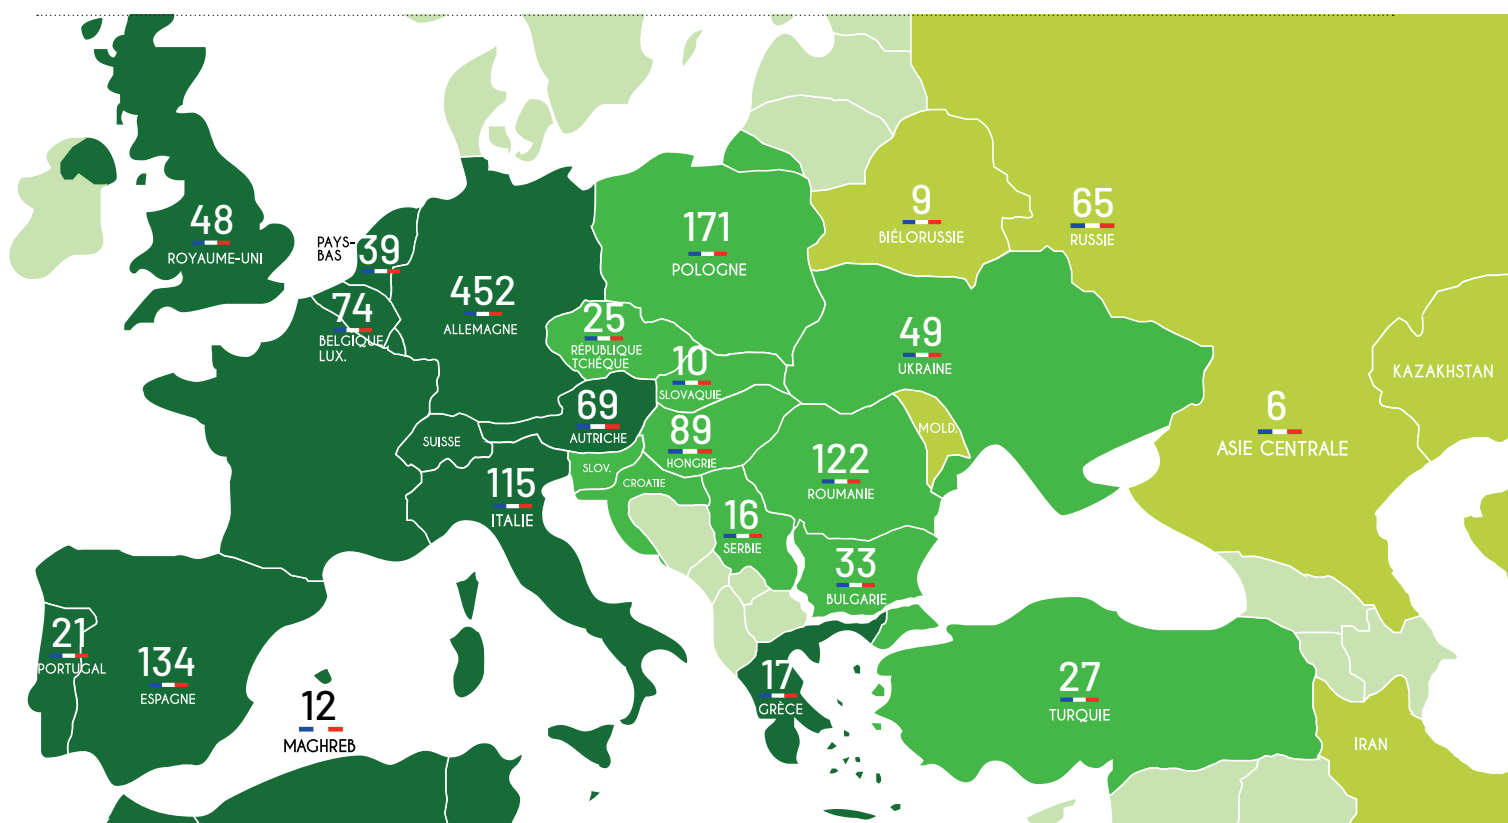 48
ROYAUME-UNI
PAYS-
BAS
39
74
BELGIQUE
LUX.
452
ALLEMAGNE
171
POLOGNE
9
BIÉLORUSSIE
65
RUSSIE
25
RÉPUBLIQUE
TCHÉQUE
10
SLOVAQUIE
49
UKRAINE
KAZAKHSTAN
6
ASIE CENTRALE
69
AUTRICHE
SUISSE
89
HONGRIE
MOLD.
SLOV.
CROATIE
122
ROUMANIE
115
ITALIE
16
SERBIE
33
BULGARIE
21
PORTUGAL
134
ESPAGNE
12
MAGHREB
17
GRÈCE
27
TURQUIE
IRAN